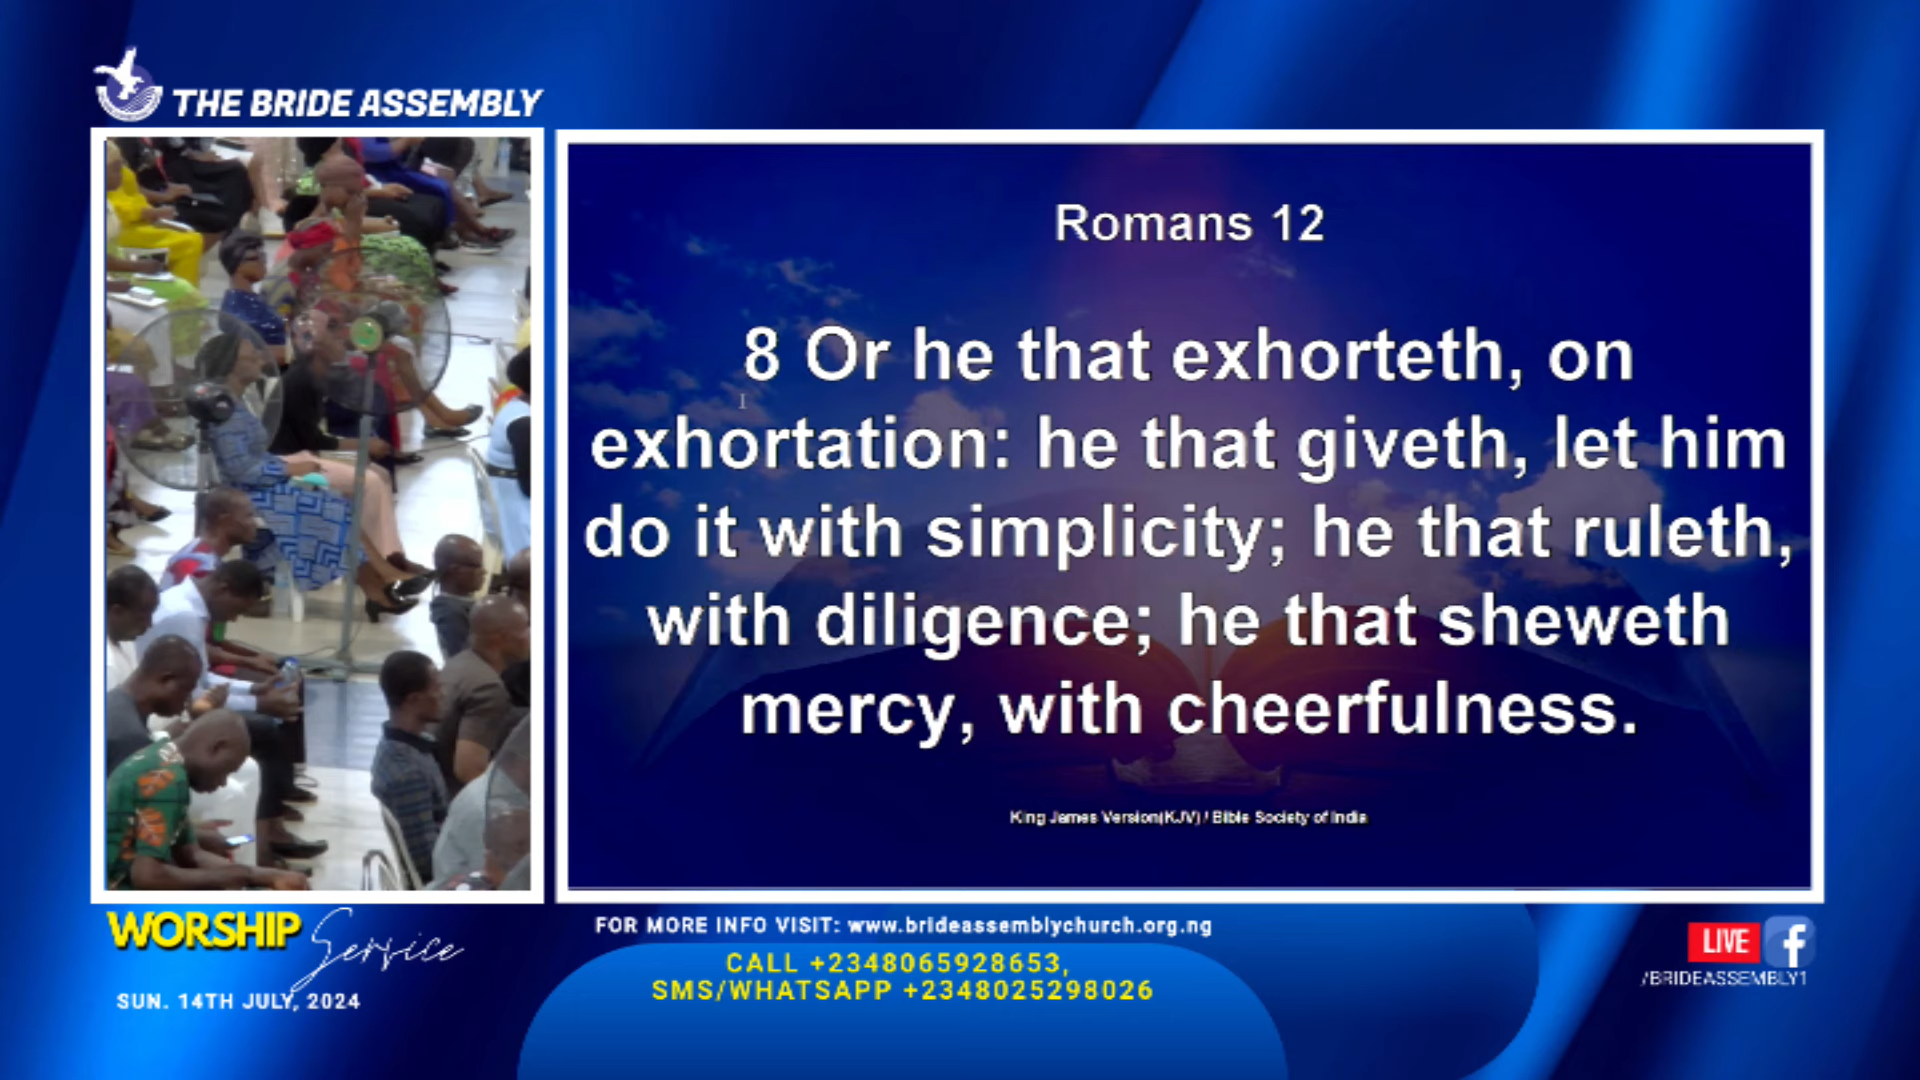 THE BRIDE ASSEMBLY
Romans 12
8 Or he that exhorteth, on
exhortation: he that giveth, let him
do it with simplicity; he that ruleth,
with diligence; he that sheweth
mercy, with cheerfulness.
King James Version(KJV) / Bible Society of India
WORSHIP
Service
SUN. 14TH JULY, 2024
FOR MORE INFO VISIT: www.brideassemblychurch.org.ng
CALL +2348065928653,
SMS/WHATSAPP +2348025298026
LIVE f
/BRIDEASSEMBLY1